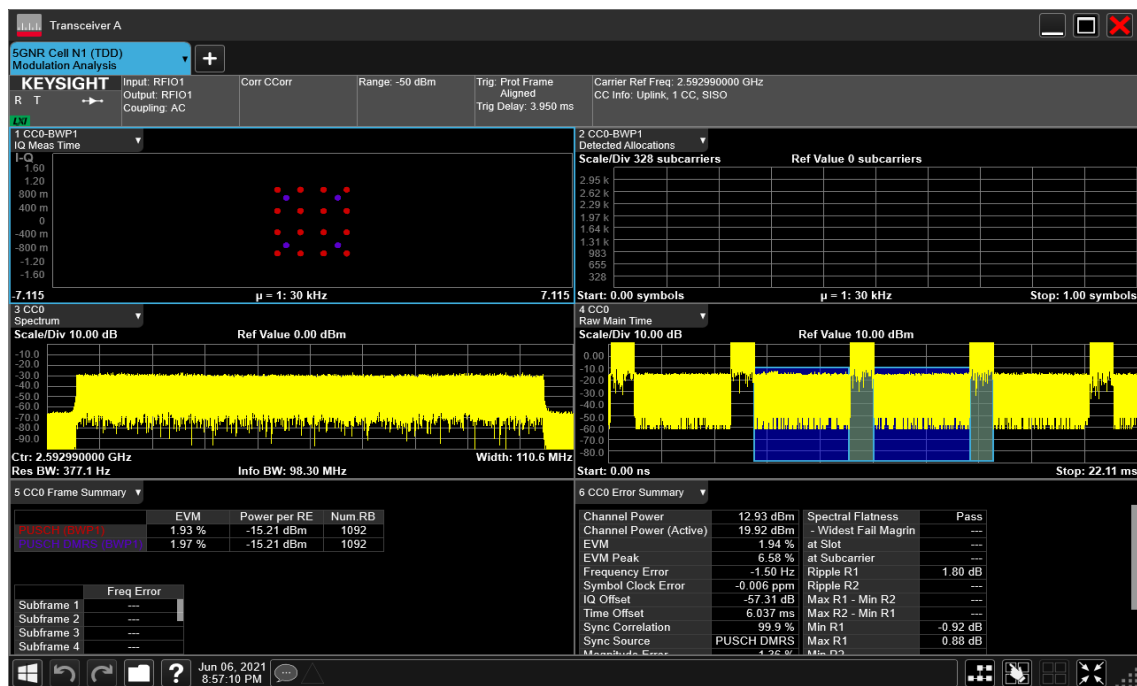 Transceiver A
5GNR Cell N1 (TDD)
Modulation Analysis
+
KEYSIGHT
R T
LXI
Input: RFIO1
Output: RFIO1
Coupling: AC
Corr CCorr
Range: -50 dBm
Trig: Prot Frame
Aligned
Trig Delay: 3.950 ms
Carrier Ref Freq: 2.592990000 GHz
CC Info: Uplink, 1 CC, SISO
1 CC0-BWP1
IQ Meas Time
I-Q
1.60
1.20
800 m
400 m
0
-400 m
-800 m
-1.20
-1.60
-7.115 µ = 1: 30 kHz 7.115
2 CC0-BWP1
Detected Allocations
Scale/Div 328 subcarriers Ref Value 0 subcarriers
2.95 k
2.62 k
2.29 k
1.97 k
1.64 k
1.31 k
983
655
328
Start: 0.00 symbols µ = 1: 30 kHz Stop: 1.00 symbols
3 CC0
Spectrum
Scale/Div 10.00 dB Ref Value 0.00 dBm
-10.0
-20.0
-30.0
-40.0
-50.0
-60.0
-70.0
-80.0
-90.0
Ctr: 2.592990000 GHz Width: 110.6 MHz
Res BW: 377.1 Hz Info BW: 98.30 MHz
4 CC0
Raw Main Time
Scale/Div 10.00 dB Ref Value 10.00 dBm
0.00
-10.0
-20.0
-30.0
-40.0
-50.0
-60.0
-70.0
-80.0
Start: 0.00 ns Stop: 22.11 ms
5 CC0 Frame Summary
EVM Power per RE Num.RB
PUSCH (BWP1) 1.93 % -15.21 dBm 1092
PUSCH DMRS (BWP1) 1.97 % -15.21 dBm 1092
Freq Error
Subframe 1 ---
Subframe 2 ---
Subframe 3 ---
Subframe 4 ---
6 CC0 Error Summary
Channel Power 12.93 dBm Spectral Flatness Pass
Channel Power (Active) 19.92 dBm - Widest Fail Magrin ---
EVM 1.94 % at Slot ---
EVM Peak 6.58 % at Subcarrier ---
Frequency Error -1.50 Hz Ripple R1 1.80 dB
Symbol Clock Error -0.006 ppm Ripple R2 ---
IQ Offset -57.31 dB Max R1 - Min R2 ---
Time Offset 6.037 ms Max R2 - Min R1 ---
Sync Correlation 99.9 % Min R1 -0.92 dB
Sync Source PUSCH DMRS Max R1 0.88 dB
Magnitude Error 1.36 % Min R2 ---
?
Jun 06, 2021
8:57:10 PM